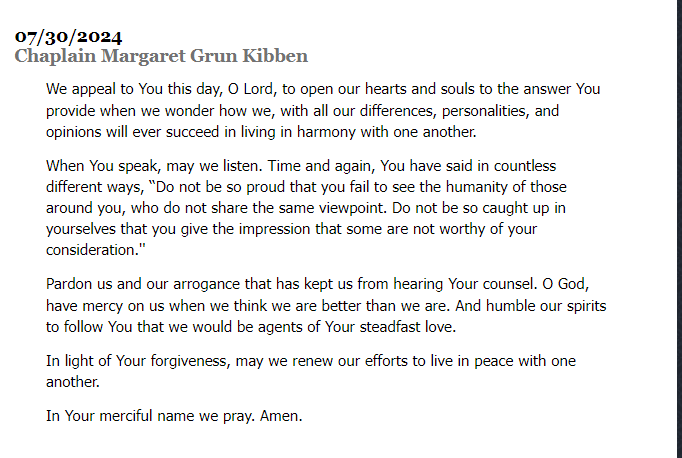 07/30/2024
Chaplain Margaret Grun Kibben
We appeal to You this day, O Lord, to open our hearts and souls to the answer You
provide when we wonder how we, with all our differences, personalities, and
opinions will ever succeed in living in harmony with one another.
When You speak, may we listen. Time and again, You have said in countless
different ways, “Do not be so proud that you fail to see the humanity of those
around you, who do not share the same viewpoint. Do not be so caught up in
yourselves that you give the impression that some are not worthy of your
consideration."
Pardon us and our arrogance that has kept us from hearing Your counsel. O God,
have mercy on us when we think we are better than we are. And humble our spirits
to follow You that we would be agents of Your steadfast love.
In light of Your forgiveness, may we renew our efforts to live in peace with one
another.
In Your merciful name we pray. Amen.